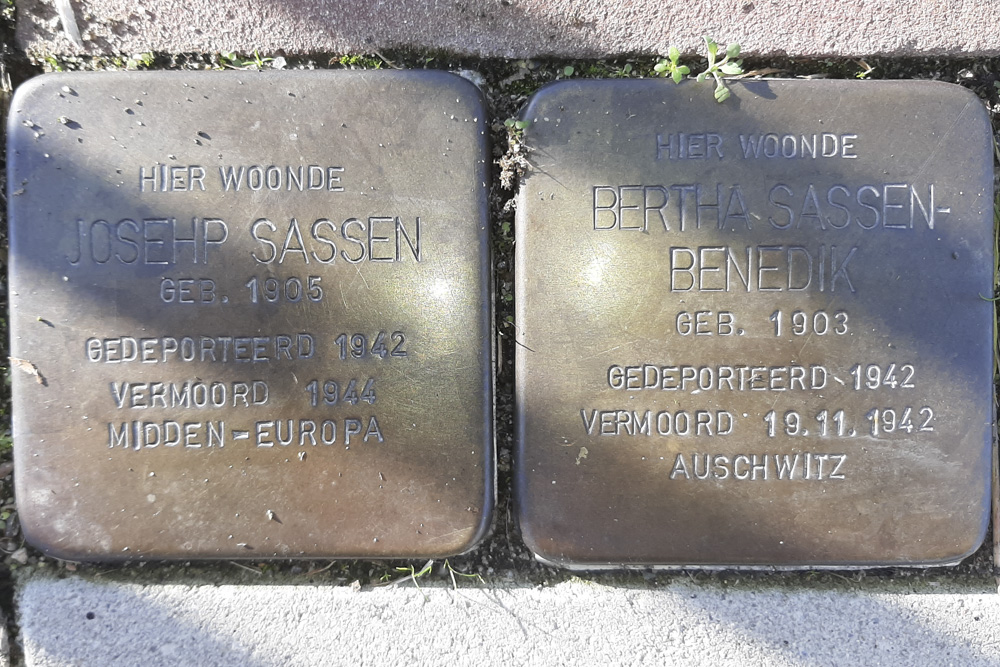 HIER WOONDE
JOSEHP SASSEN
GEB. 1905
GEDEPORTEERD 1942
VERMOORD 1944
MIDDEN-EUROPA
HIER WOONDE
BERTHA SASSEN-
BENEDIK
GEB. 1903
GEDEPORTEERD 1942
VERMOORD 19.11.1942
AUSCHWITZ